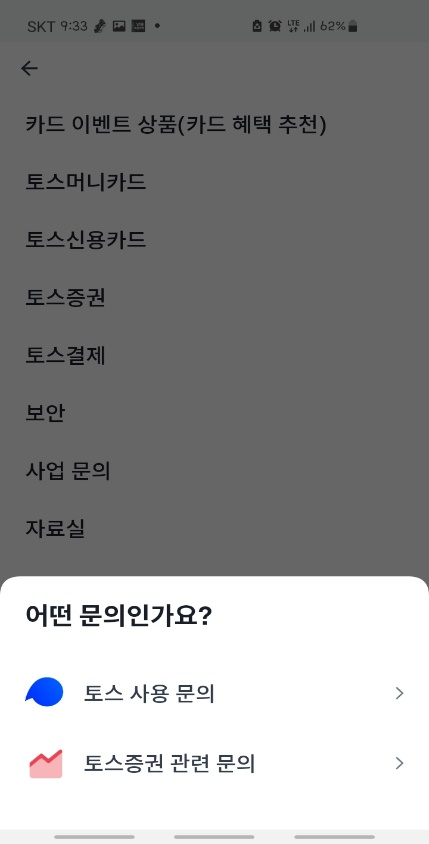 SKT 9:33 LTE 62%
카드 이벤트 상품(카드 혜택 추천)
토스머니카드
토스신용카드
토스증권
토스결제
보안
사업 문의
자료실
어떤 문의인가요?
토스 사용 문의
토스증권 관련 문의